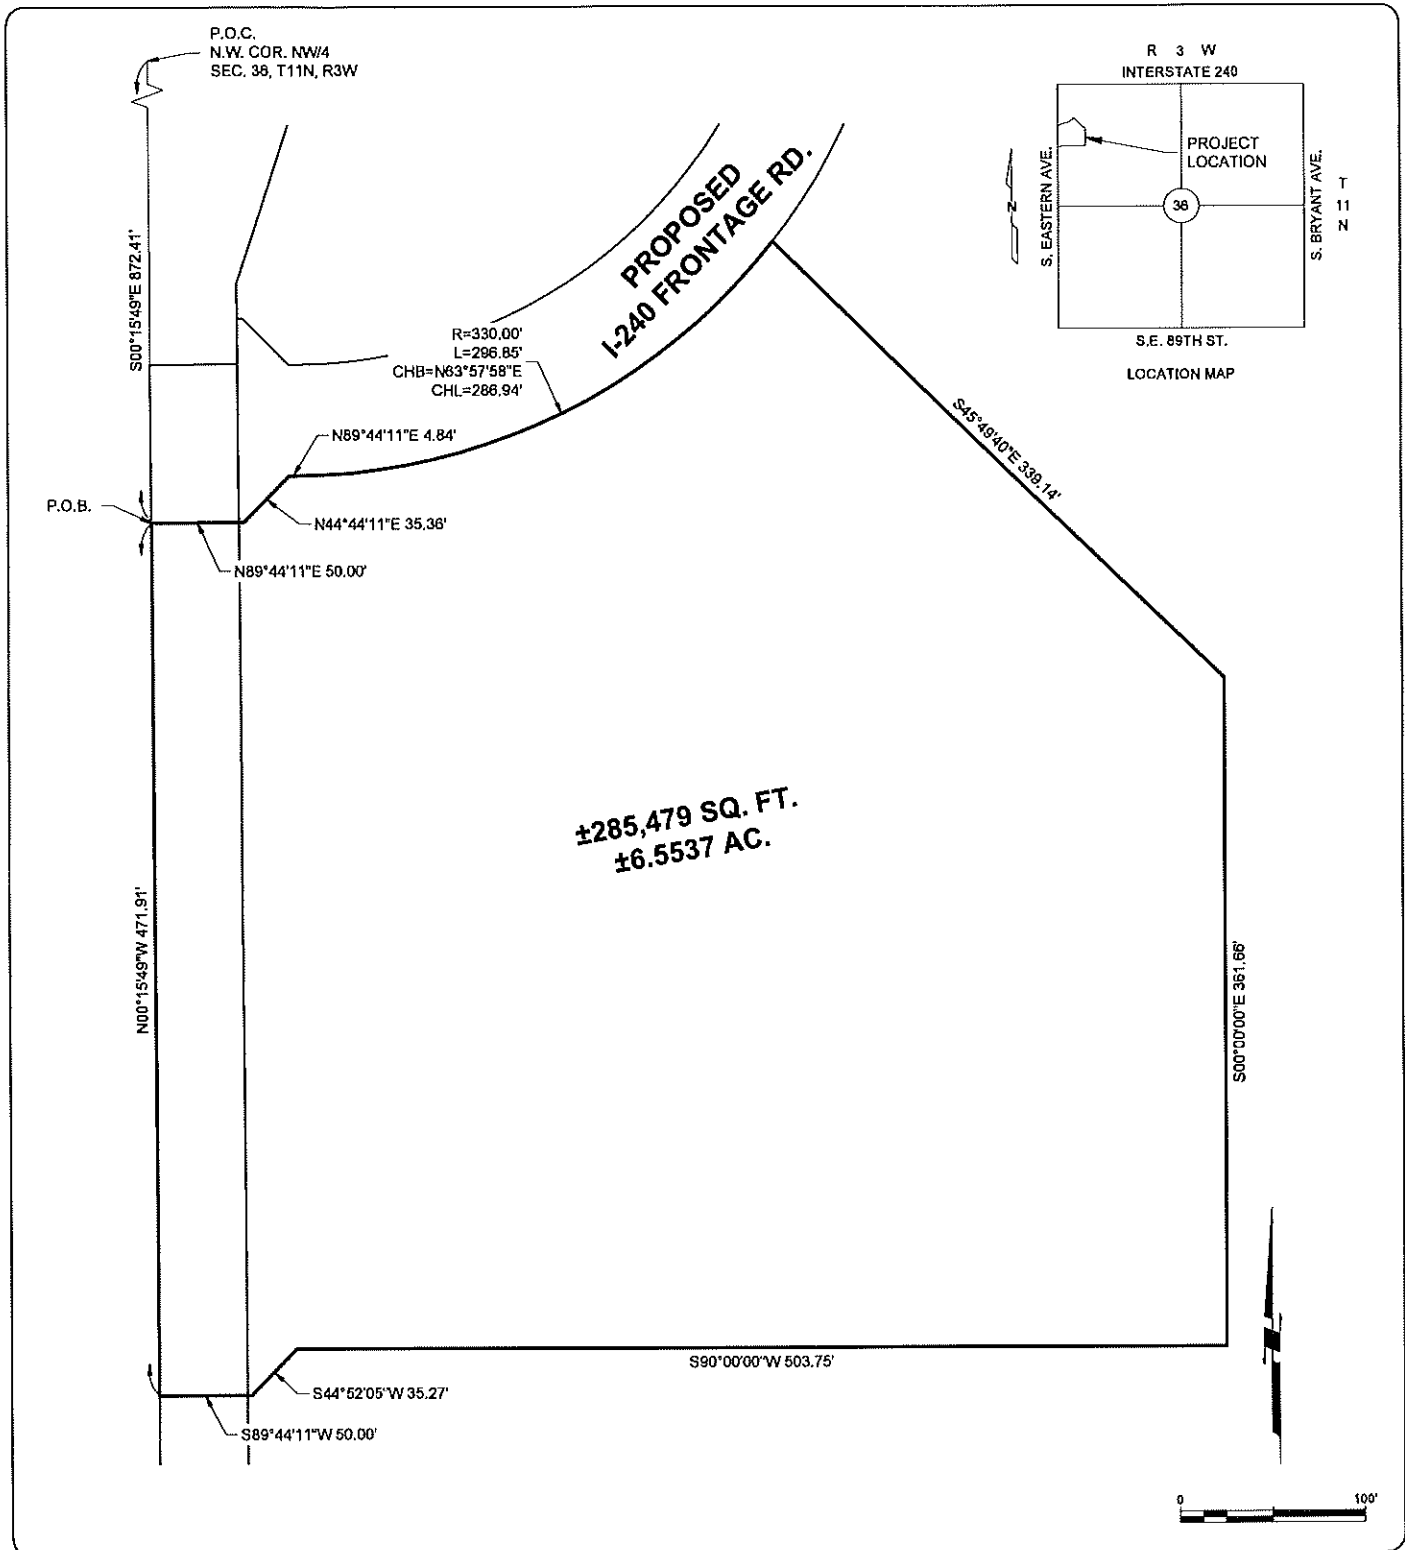 P.O.C.
N.W. COR. NW/4
SEC. 36, T11N, R3W
R 3 W
INTERSTATE 240
PROJECT
LOCATION
36
S. EASTERN AVE.
S. BRYANT AVE.
T
11
N
N
S.E. 89TH ST.
LOCATION MAP
S00°15'49"E 872.41'
PROPOSED
I-240 FRONTAGE RD.
R=330.00'
L=296.85'
CHB=N63°57'58"E
CHL=286.94'
N89°44'11"E 4.84'
S45°49'40"E 339.14'
P.O.B.
N44°44'11"E 35.36'
N89°44'11"E 50.00'
±285,479 SQ. FT.
±6.5537 AC.
N00°15'49"W 471.91'
S00°00'00"E 361.66'
S90°00'00"W 503.75'
S44°52'05"W 35.27'
S89°44'11"W 50.00'
0 100'